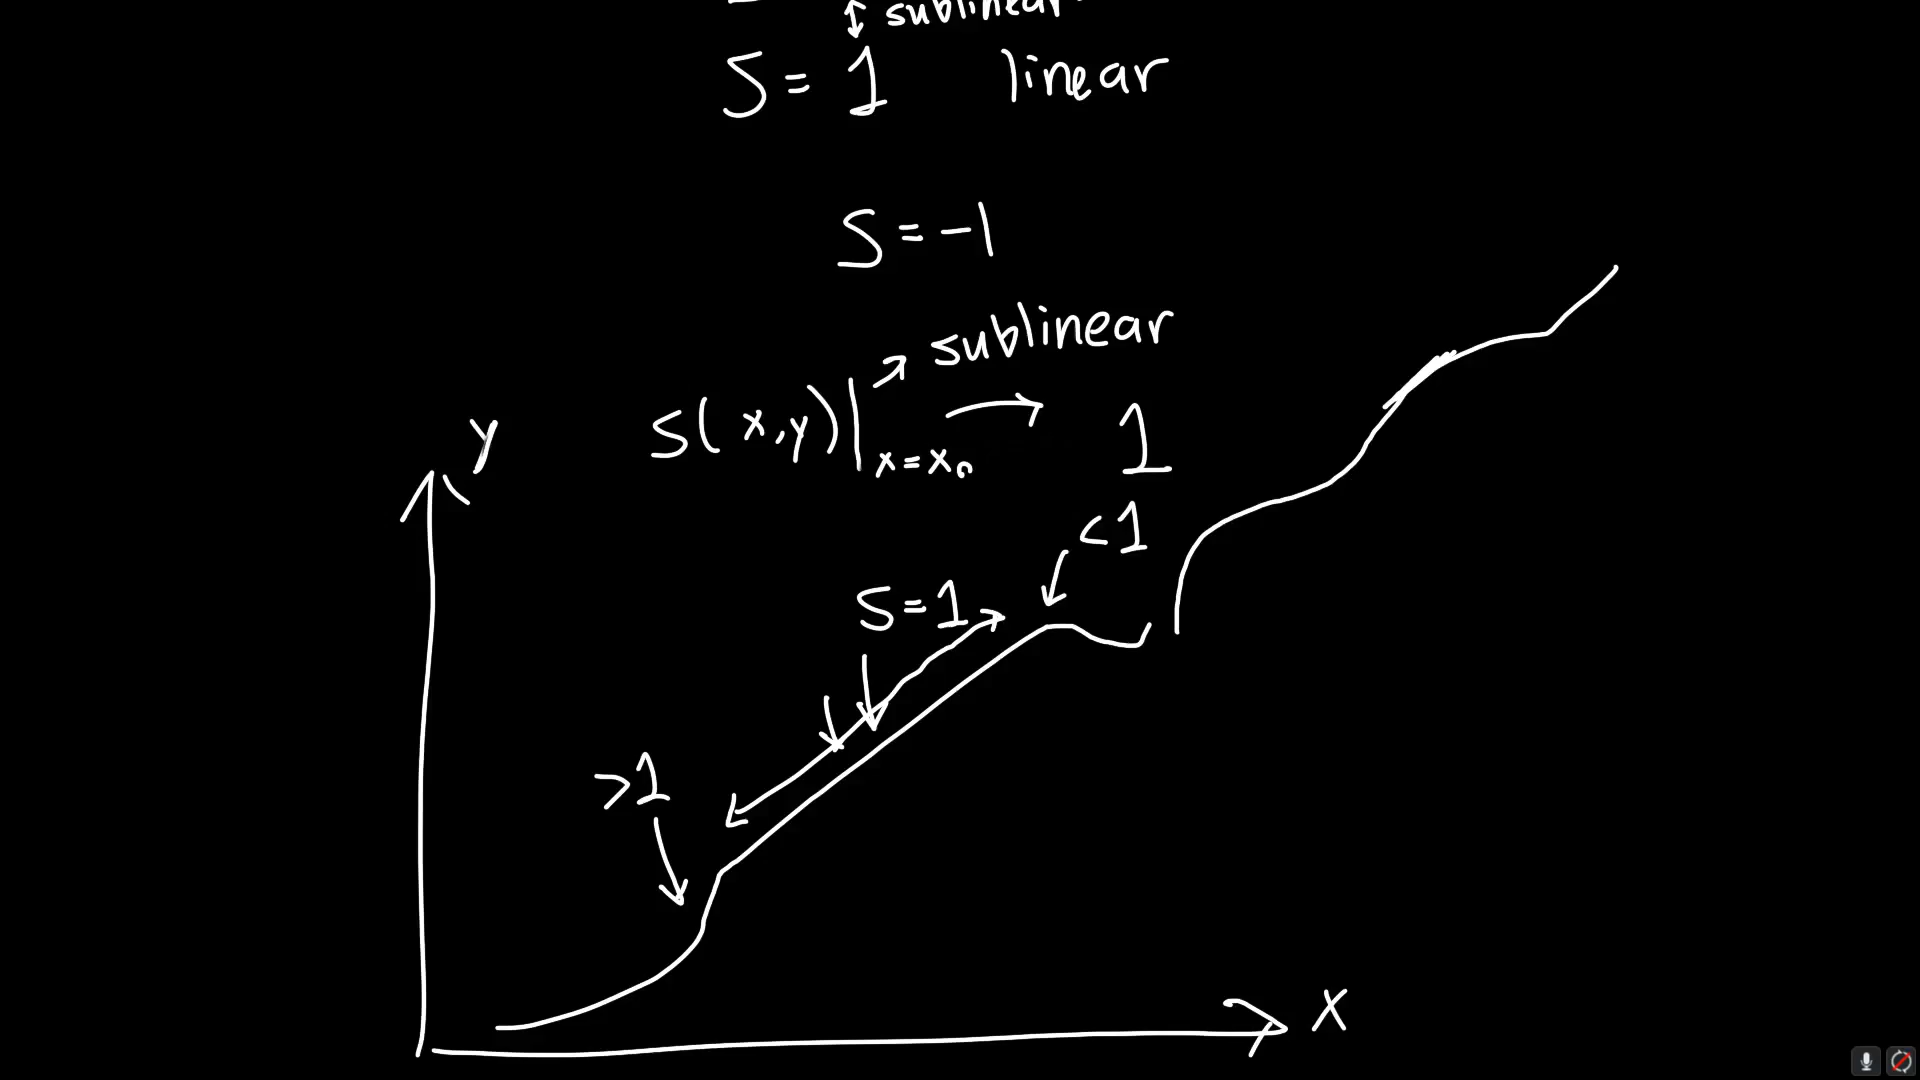 sublinear
S = 1 linear
S = -1
sublinear
S(x,y)|x=x₀ → 1
y
<1
S=1
>1
x